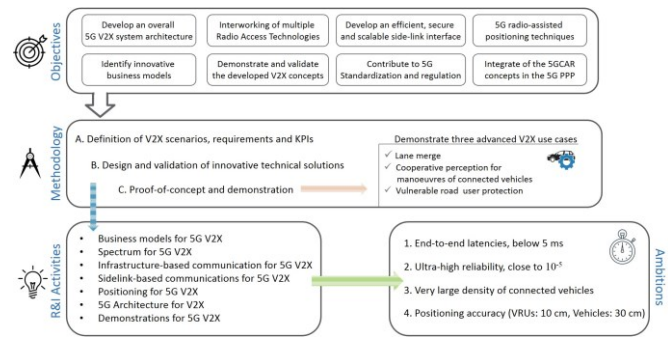 Objectives
Develop an overall
5G V2X system architecture
Interworking of multiple
Radio Access Technologies
Develop an efficient, secure
and scalable side-link interface
5G radio-assisted
positioning techniques
Identify innovative
business models
Demonstrate and validate
the developed V2X concepts
Contribute to 5G
Standardization and regulation
Integrate of the 5GCAR
concepts in the 5G PPP
Methodology
A. Definition of V2X scenarios, requirements and KPIs
B. Design and validation of innovative technical solutions
C. Proof-of-concept and demonstration
Demonstrate three advanced V2X use cases
✓ Lane merge
✓ Cooperative perception for
manoeuvres of connected vehicles
✓ Vulnerable road user protection
R&I Activities
• Business models for 5G V2X
• Spectrum for 5G V2X
• Infrastructure-based communication for 5G V2X
• Sidelink-based communications for 5G V2X
• Positioning for 5G V2X
• 5G Architecture for V2X
• Demonstrations for 5G V2X
1. End-to-end latencies, below 5 ms
2. Ultra-high reliability, close to 10⁻⁵
3. Very large density of connected vehicles
4. Positioning accuracy (VRUs: 10 cm, Vehicles: 30 cm)
Ambitions